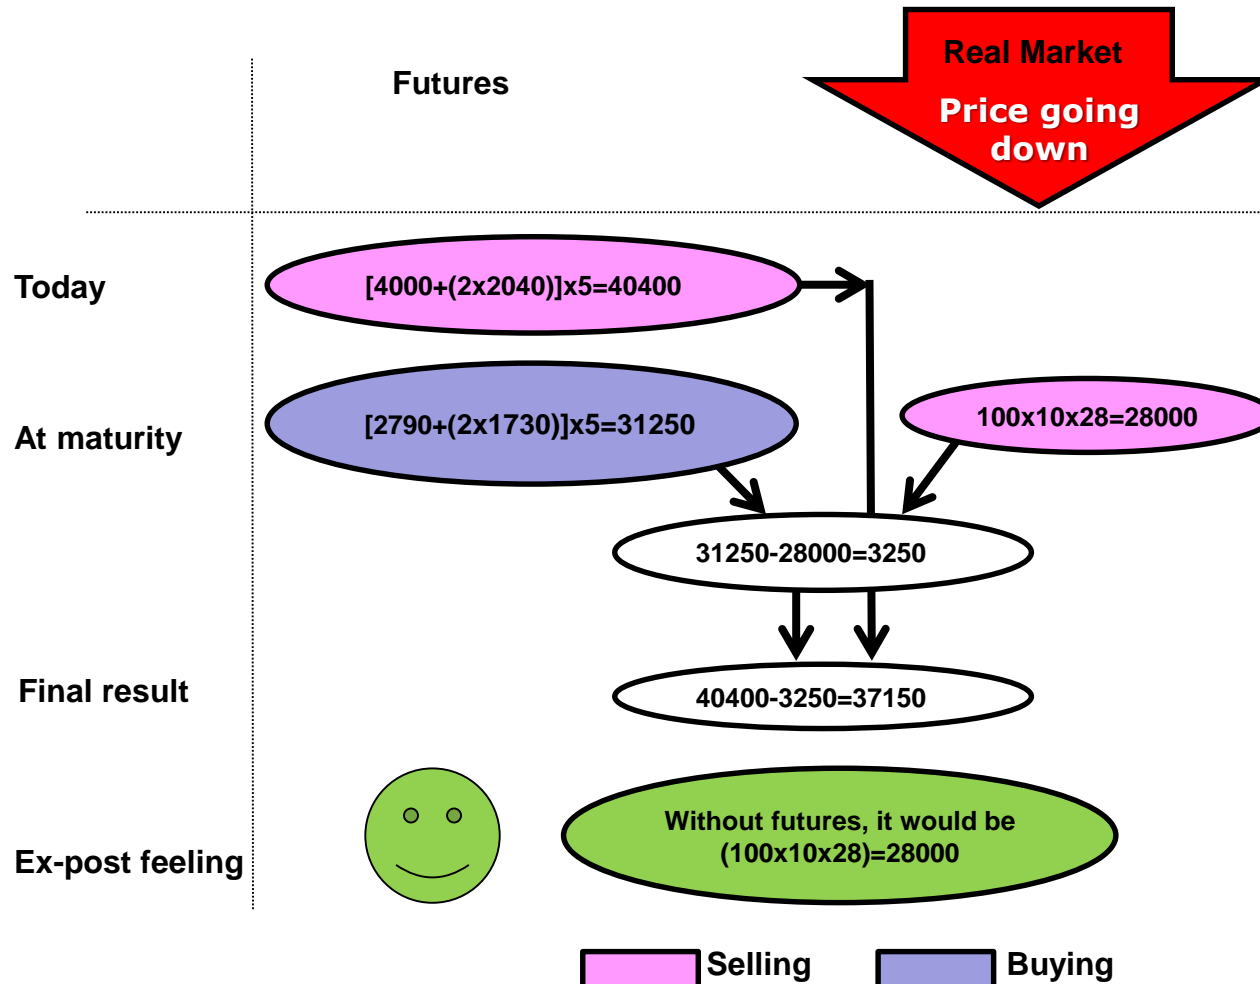 Futures
Real Market
Price going
down
Today
[4000+(2x2040)]x5=40400
At maturity
[2790+(2x1730)]x5=31250
100x10x28=28000
31250-28000=3250
Final result
40400-3250=37150
Ex-post feeling
Without futures, it would be
(100x10x28)=28000
Selling
Buying